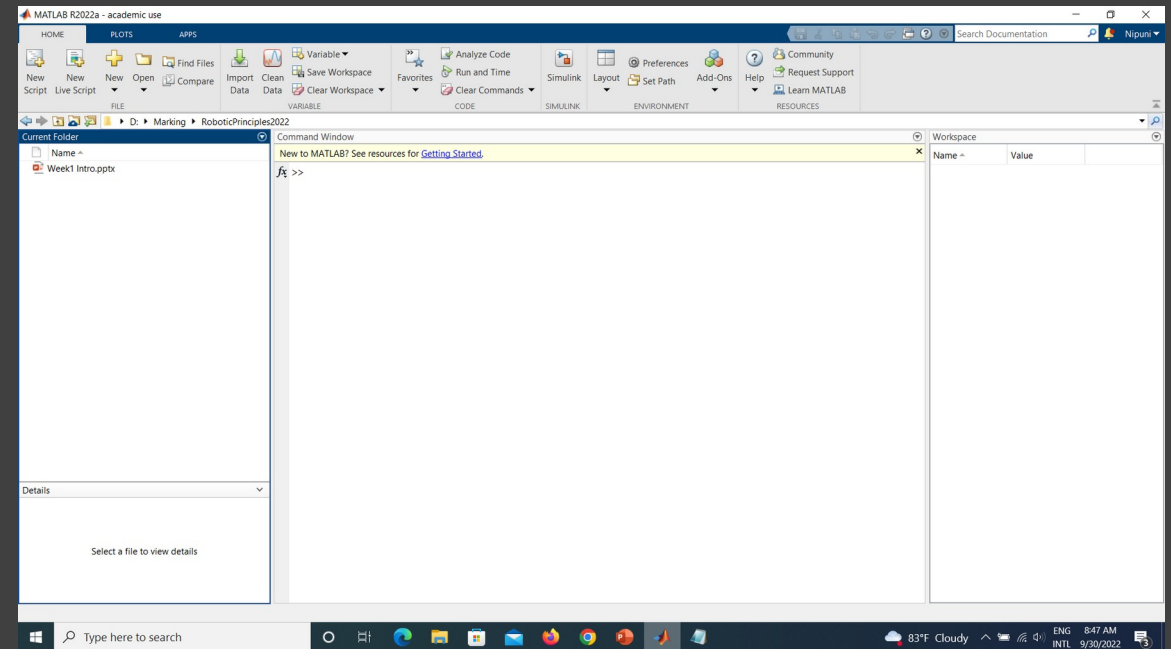 MATLAB R2022a - academic use
HOME PLOTS APPS
Search Documentation
Nipuni
New Script
New Live Script
New
Open
Find Files
Compare
Import Data
Clean Data
Variable
Save Workspace
Clear Workspace
Favorites
Analyze Code
Run and Time
Clear Commands
Simulink
Layout
Preferences
Set Path
Add-Ons
Help
Community
Request Support
Learn MATLAB
FILE VARIABLE CODE SIMULINK ENVIRONMENT RESOURCES
D: Marking RoboticPrinciples2022
Current Folder
Name
Week1 Intro.pptx
Command Window
New to MATLAB? See resources for Getting Started.
fx >>
Workspace
Name Value
Details
Select a file to view details
Type here to search
83°F Cloudy
ENG
INTL
8:47 AM
9/30/2022
3